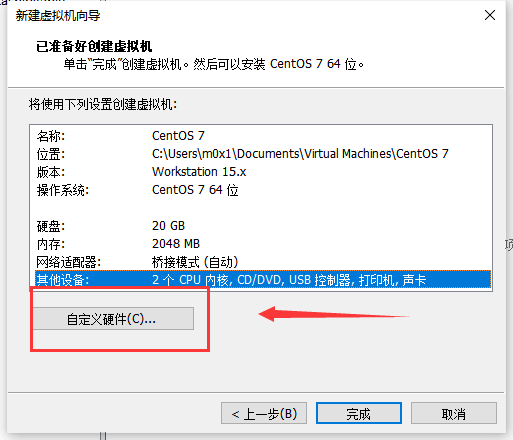 新建虚拟机向导
已准备好创建虚拟机
单击“完成”创建虚拟机。然后可以安装 CentOS 7 64 位。
将使用下列设置创建虚拟机:
名称: CentOS 7
位置: C:\Users\m0x1\Documents\Virtual Machines\CentOS 7
版本: Workstation 15.x
操作系统: CentOS 7 64 位
硬盘: 20 GB
内存: 2048 MB
网络适配器: 桥接模式 (自动)
其他设备: 2 个 CPU 内核, CD/DVD, USB 控制器, 打印机, 声卡
自定义硬件(C)...
< 上一步(B) 完成 取消